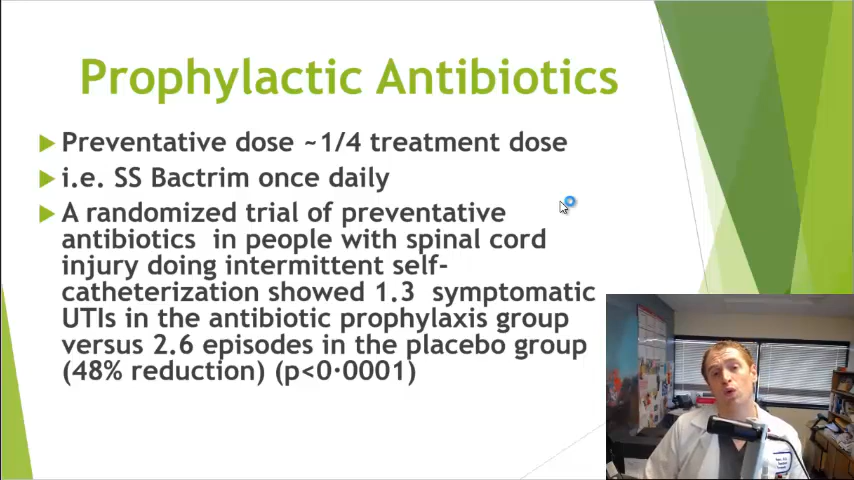 Prophylactic Antibiotics
Preventative dose ~1/4 treatment dose
i.e. SS Bactrim once daily
A randomized trial of preventative
antibiotics in people with spinal cord
injury doing intermittent self-
catheterization showed 1.3 symptomatic
UTIs in the antibiotic prophylaxis group
versus 2.6 episodes in the placebo group
(48% reduction) (p<0·0001)